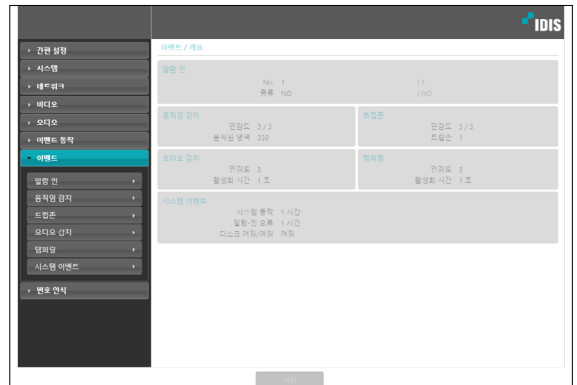 IDIS
간편 설정
시스템
네트워크
비디오
오디오
이벤트 동작
이벤트
알람 인
움직임 감지
트립존
오디오 감지
탬퍼링
시스템 이벤트
번호 인식
이벤트 / 개요
알람 인
No. 1 | 2
종류 NO | NO
움직임 감지
민감도 3 / 3
움직임 영역 330
트립존
민감도 3 / 3
트립존 1
오디오 감지
민감도 3
활성화 시간 1 초
탬퍼링
민감도 3
활성화 시간 1 초
시스템 이벤트
시스템 동작 1 시간
알람-인 오류 1 시간
디스크 켜짐/꺼짐 켜짐